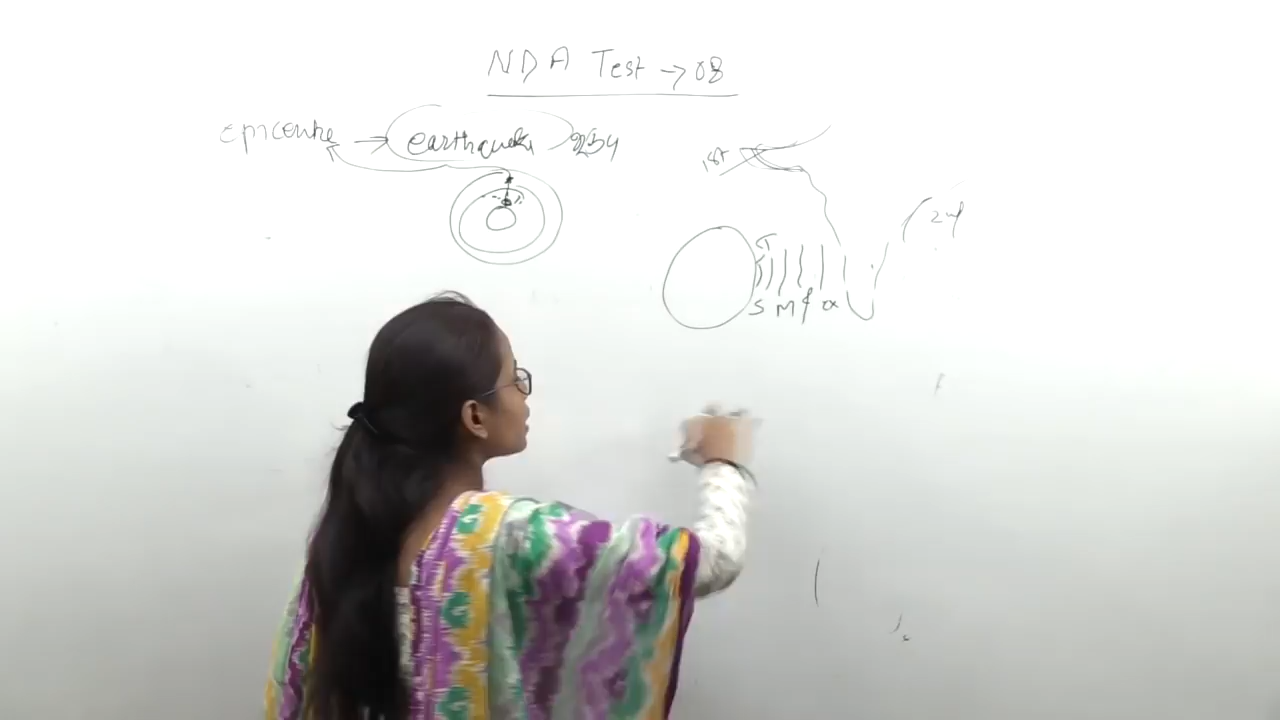 NDA Test → 08
Epicentre → earthquake
1st
2nd
T
S M